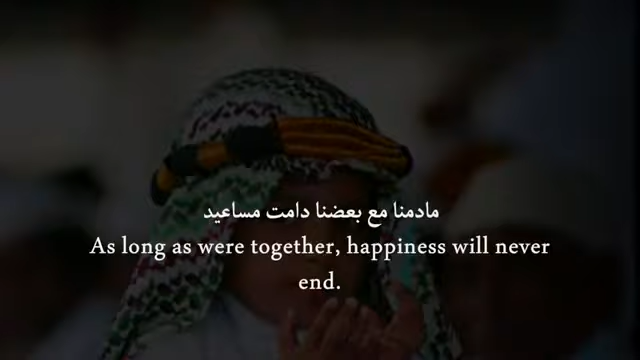 مادمنا مع بعضنا دامت مساعيد
As long as were together, happiness will never
end.